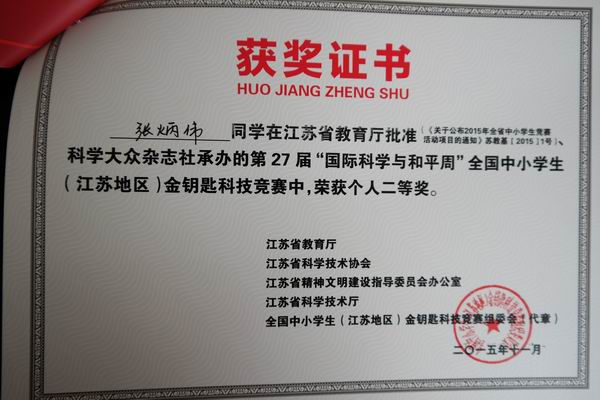 获奖证书
HUO JIANG ZHENG SHU
张炳伟 同学在江苏省教育厅批准（《关于公布2015年全省中小学生竞赛活动项目的通知》苏教基［2015］1号）、
科学大众杂志社承办的第27届“国际科学与和平周”全国中小学生
（江苏地区）金钥匙科技竞赛中，荣获个人二等奖。
江苏省教育厅
江苏省科学技术协会
江苏省精神文明建设指导委员会办公室
江苏省科学技术厅
全国中小学生（江苏地区）金钥匙科技竞赛组委会（代章）
二〇一五年十一月